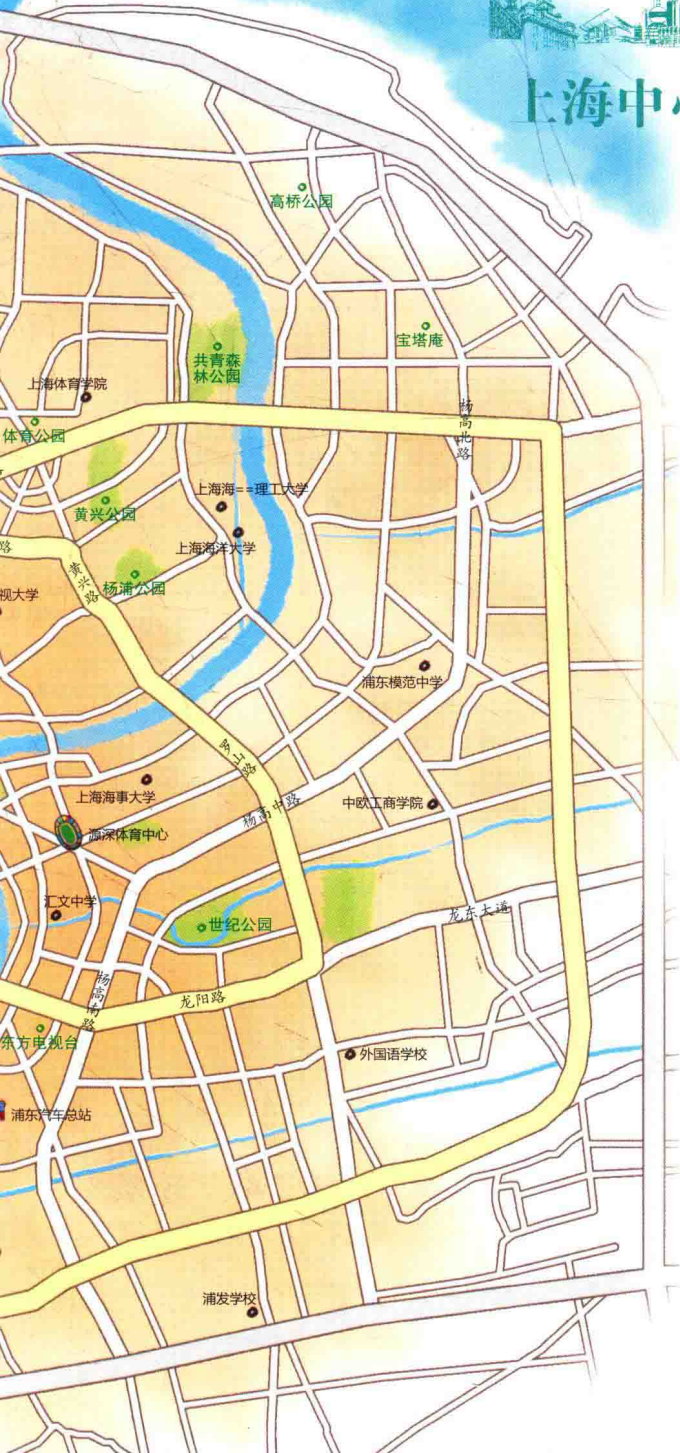 上海中
高桥公园
宝塔庵
共青森
林公园
上海体育学院
杨高北路
体育公园
上海海==理工大学
黄兴公园
上海海洋大学
路
黄兴路
杨浦公园
视大学
浦东模范中学
罗山路
上海海事大学
杨高中路
中欧工商学院
源深体育中心
汇文中学
龙东大道
世纪公园
杨高南路
龙阳路
东方电视台
外国语学校
浦东汽车总站
浦发学校